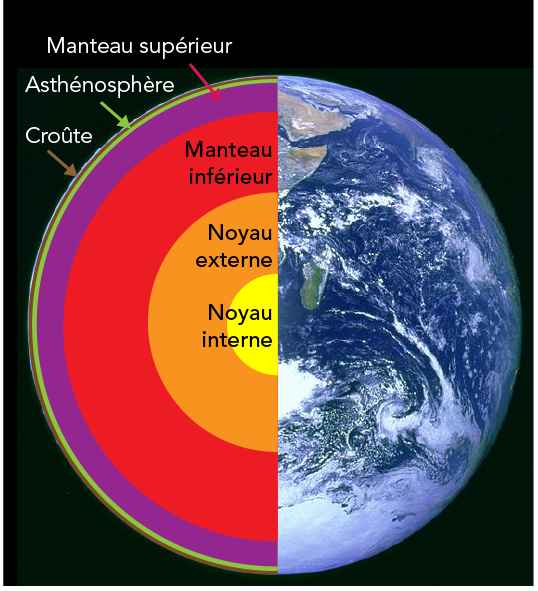 Manteau supérieur
Asthénosphère
Croûte
Manteau
inférieur
Noyau
externe
Noyau
interne